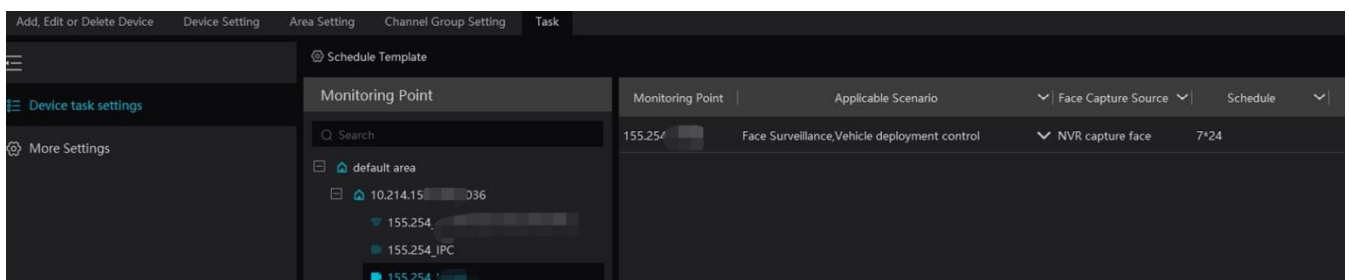 Add, Edit or Delete Device Device Setting Area Setting Channel Group Setting Task
Schedule Template
Device task settings
More Settings
Monitoring Point
Search
default area
10.214.15 036
155.254_
155.254_IPC
155.254
Monitoring Point Applicable Scenario Face Capture Source Schedule
155.254 Face Surveillance,Vehicle deployment control NVR capture face 7*24